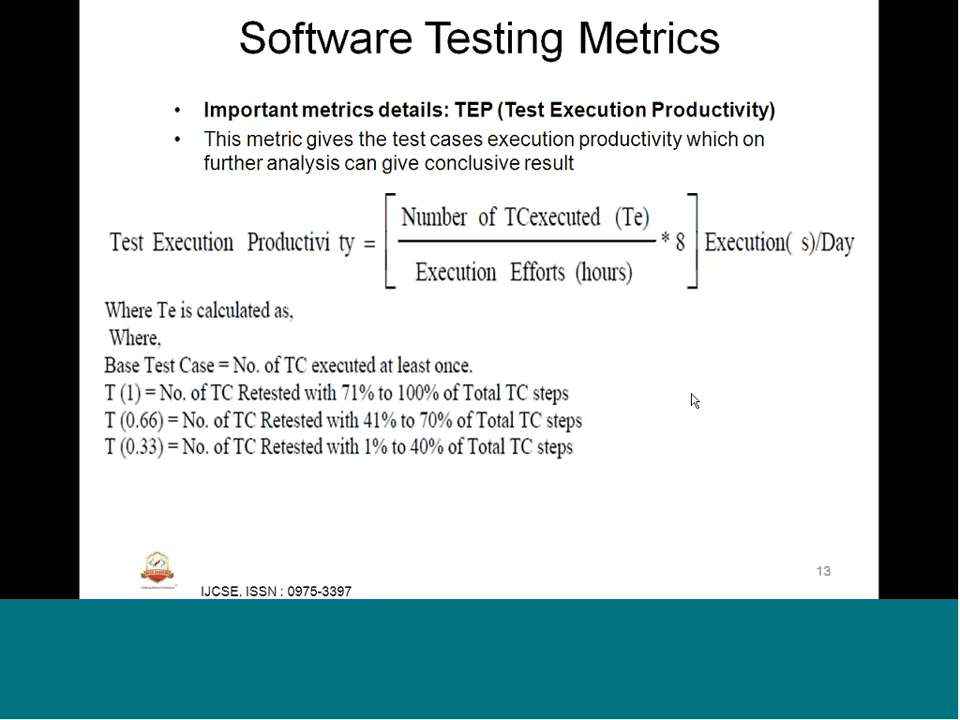 Software Testing Metrics
• Important metrics details: TEP (Test Execution Productivity)
• This metric gives the test cases execution productivity which on
further analysis can give conclusive result
Test Execution Productivi ty = [ Number of TCexecuted (Te) / Execution Efforts (hours) * 8 ] Execution( s)/Day
Where Te is calculated as,
Where,
Base Test Case = No. of TC executed at least once.
T (1) = No. of TC Retested with 71% to 100% of Total TC steps
T (0.66) = No. of TC Retested with 41% to 70% of Total TC steps
T (0.33) = No. of TC Retested with 1% to 40% of Total TC steps
13
IJCSE, ISSN : 0975-3397